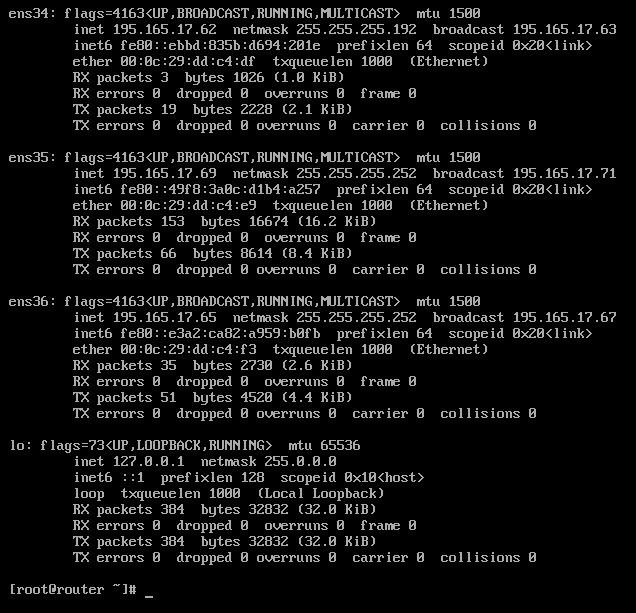 ens34: flags=4163<UP,BROADCAST,RUNNING,MULTICAST>  mtu 1500
        inet 195.165.17.62  netmask 255.255.255.192  broadcast 195.165.17.63
        inet6 fe80::ebbd:835b:d694:201e  prefixlen 64  scopeid 0x20<link>
        ether 00:0c:29:dd:c4:df  txqueuelen 1000  (Ethernet)
        RX packets 3  bytes 1026 (1.0 KiB)
        RX errors 0  dropped 0  overruns 0  frame 0
        TX packets 19  bytes 2228 (2.1 KiB)
        TX errors 0  dropped 0 overruns 0  carrier 0  collisions 0

ens35: flags=4163<UP,BROADCAST,RUNNING,MULTICAST>  mtu 1500
        inet 195.165.17.69  netmask 255.255.255.252  broadcast 195.165.17.71
        inet6 fe80::49f8:3a0c:d1b4:a257  prefixlen 64  scopeid 0x20<link>
        ether 00:0c:29:dd:c4:e9  txqueuelen 1000  (Ethernet)
        RX packets 153  bytes 16674 (16.2 KiB)
        RX errors 0  dropped 0  overruns 0  frame 0
        TX packets 66  bytes 8614 (8.4 KiB)
        TX errors 0  dropped 0 overruns 0  carrier 0  collisions 0

ens36: flags=4163<UP,BROADCAST,RUNNING,MULTICAST>  mtu 1500
        inet 195.165.17.65  netmask 255.255.255.252  broadcast 195.165.17.67
        inet6 fe80::e3a2:ca82:a959:b0fb  prefixlen 64  scopeid 0x20<link>
        ether 00:0c:29:dd:c4:f3  txqueuelen 1000  (Ethernet)
        RX packets 35  bytes 2730 (2.6 KiB)
        RX errors 0  dropped 0  overruns 0  frame 0
        TX packets 51  bytes 4520 (4.4 KiB)
        TX errors 0  dropped 0 overruns 0  carrier 0  collisions 0

lo: flags=73<UP,LOOPBACK,RUNNING>  mtu 65536
        inet 127.0.0.1  netmask 255.0.0.0
        inet6 ::1  prefixlen 128  scopeid 0x10<host>
        loop  txqueuelen 1000  (Local Loopback)
        RX packets 384  bytes 32832 (32.0 KiB)
        RX errors 0  dropped 0  overruns 0  frame 0
        TX packets 384  bytes 32832 (32.0 KiB)
        TX errors 0  dropped 0 overruns 0  carrier 0  collisions 0

[root@router ~]# _